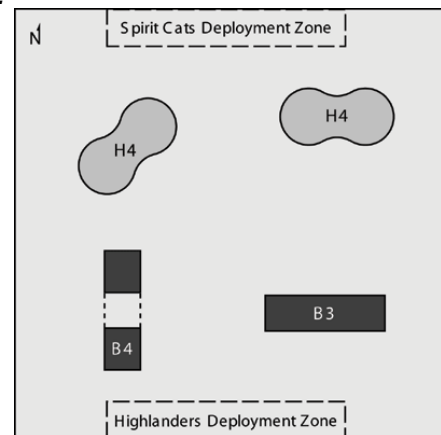 Spirit Cats Deployment Zone
N
H4
H4
B3
B4
Highlanders Deployment Zone